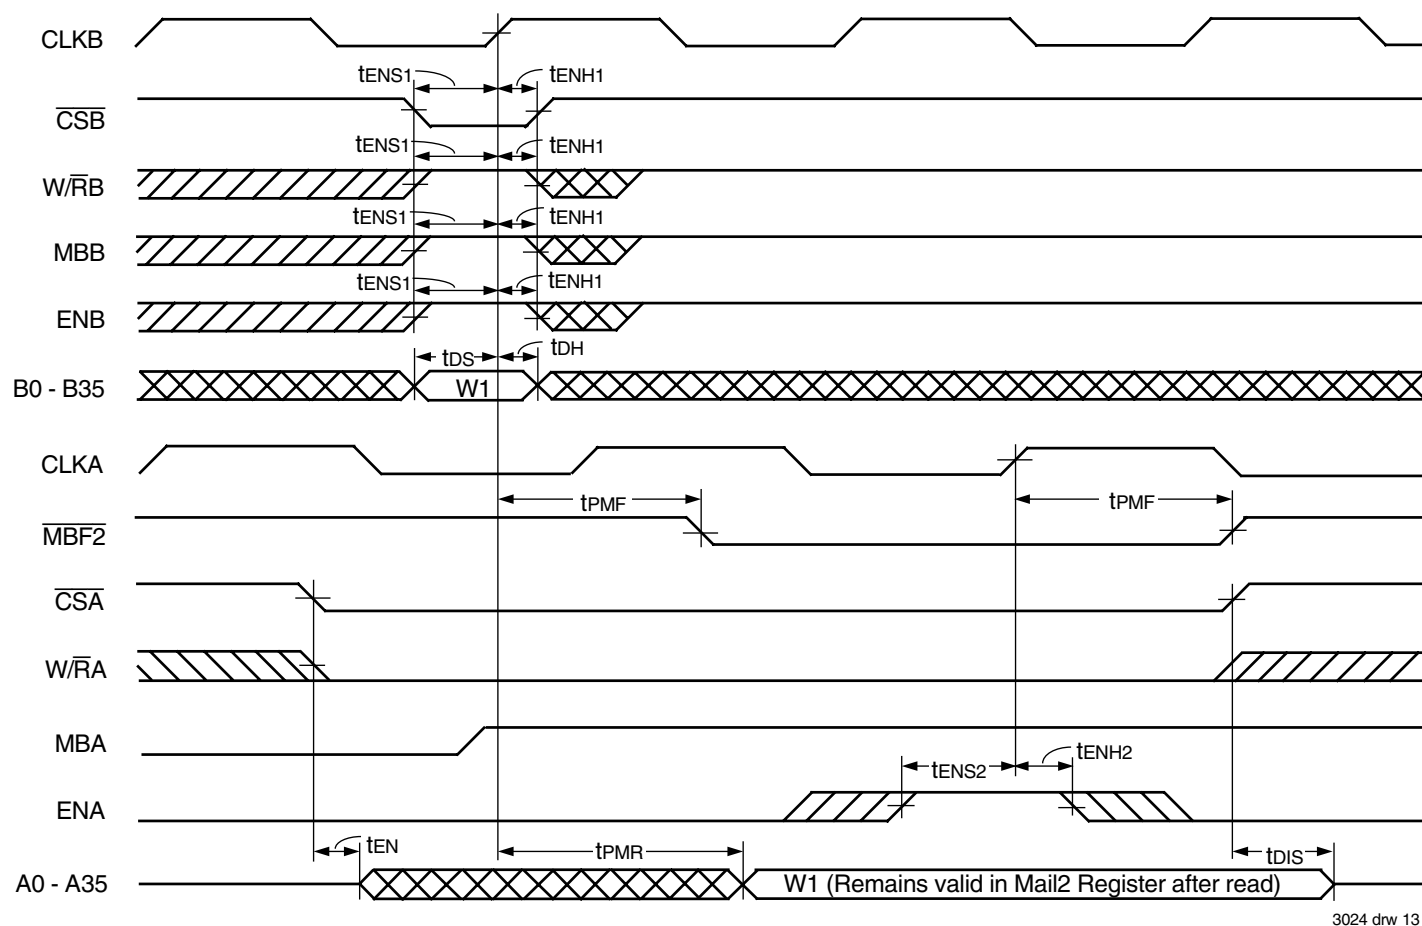 CLKB
tENS1 tENH1
CSB
tENS1 tENH1
W/RB
tENS1 tENH1
MBB
tENS1 tENH1
ENB
tDS tDH
B0 - B35 W1
CLKA
tPMF tPMF
MBF2
CSA
W/RA
MBA
tENS2 tENH2
ENA
tEN tPMR tDIS
A0 - A35 W1 (Remains valid in Mail2 Register after read)
3024 drw 13